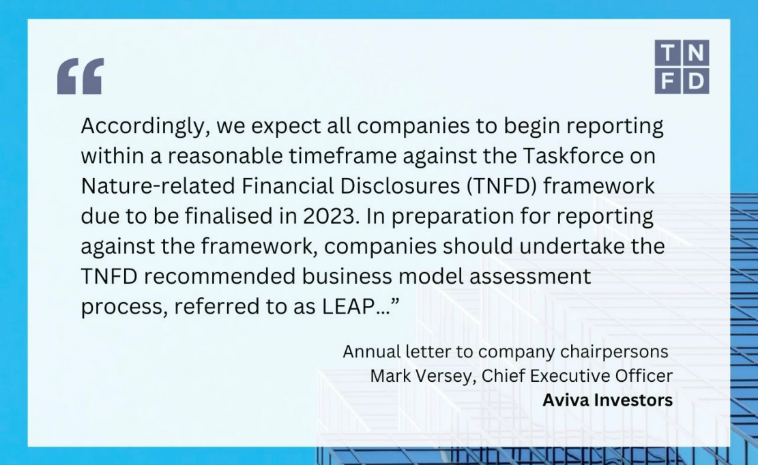 T N
F D
“
Accordingly, we expect all companies to begin reporting
within a reasonable timeframe against the Taskforce on
Nature-related Financial Disclosures (TNFD) framework
due to be finalised in 2023. In preparation for reporting
against the framework, companies should undertake the
TNFD recommended business model assessment
process, referred to as LEAP...”
Annual letter to company chairpersons
Mark Versey, Chief Executive Officer
Aviva Investors